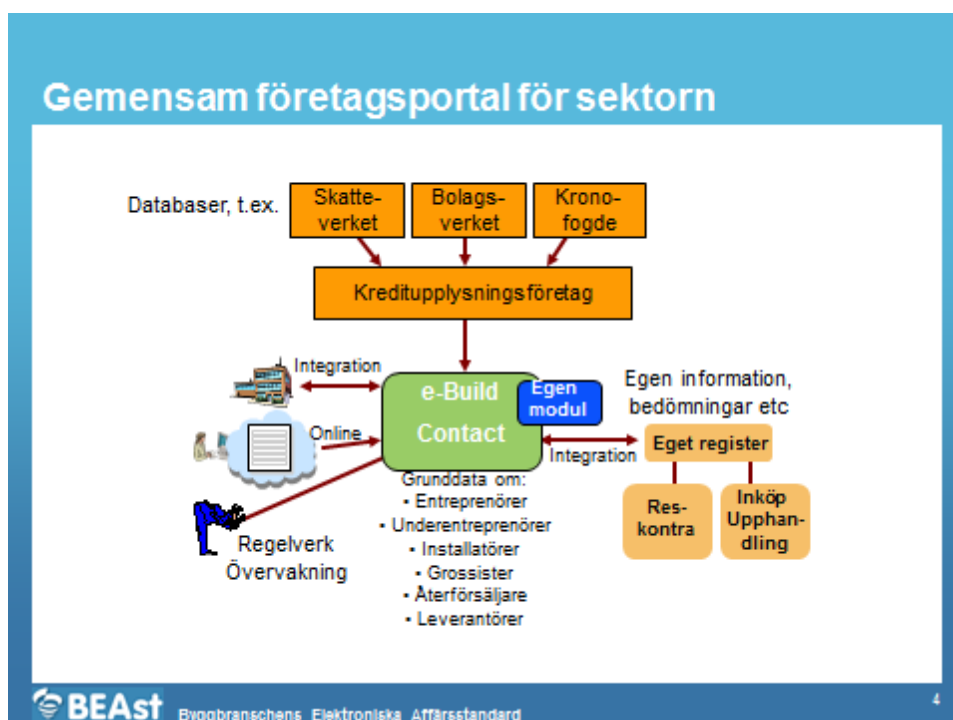 Gemensam företagsportal för sektorn
Databaser, t.ex.
Skatte-
verket
Bolags-
verket
Krono-
fogde
Kreditupplysningsföretag
Integration
e-Build
Contact
Egen
modul
Egen information,
bedömningar etc
Online
Integration
Eget register
Regelverk
Övervakning
Grunddata om:
▪ Entreprenörer
▪ Underentreprenörer
▪ Installatörer
▪ Grossister
▪ Återförsäljare
▪ Leverantörer
Res-
kontra
Inköp
Upphan-
dling
BEAst Byggbranschens Elektroniska Affärsstandard
4